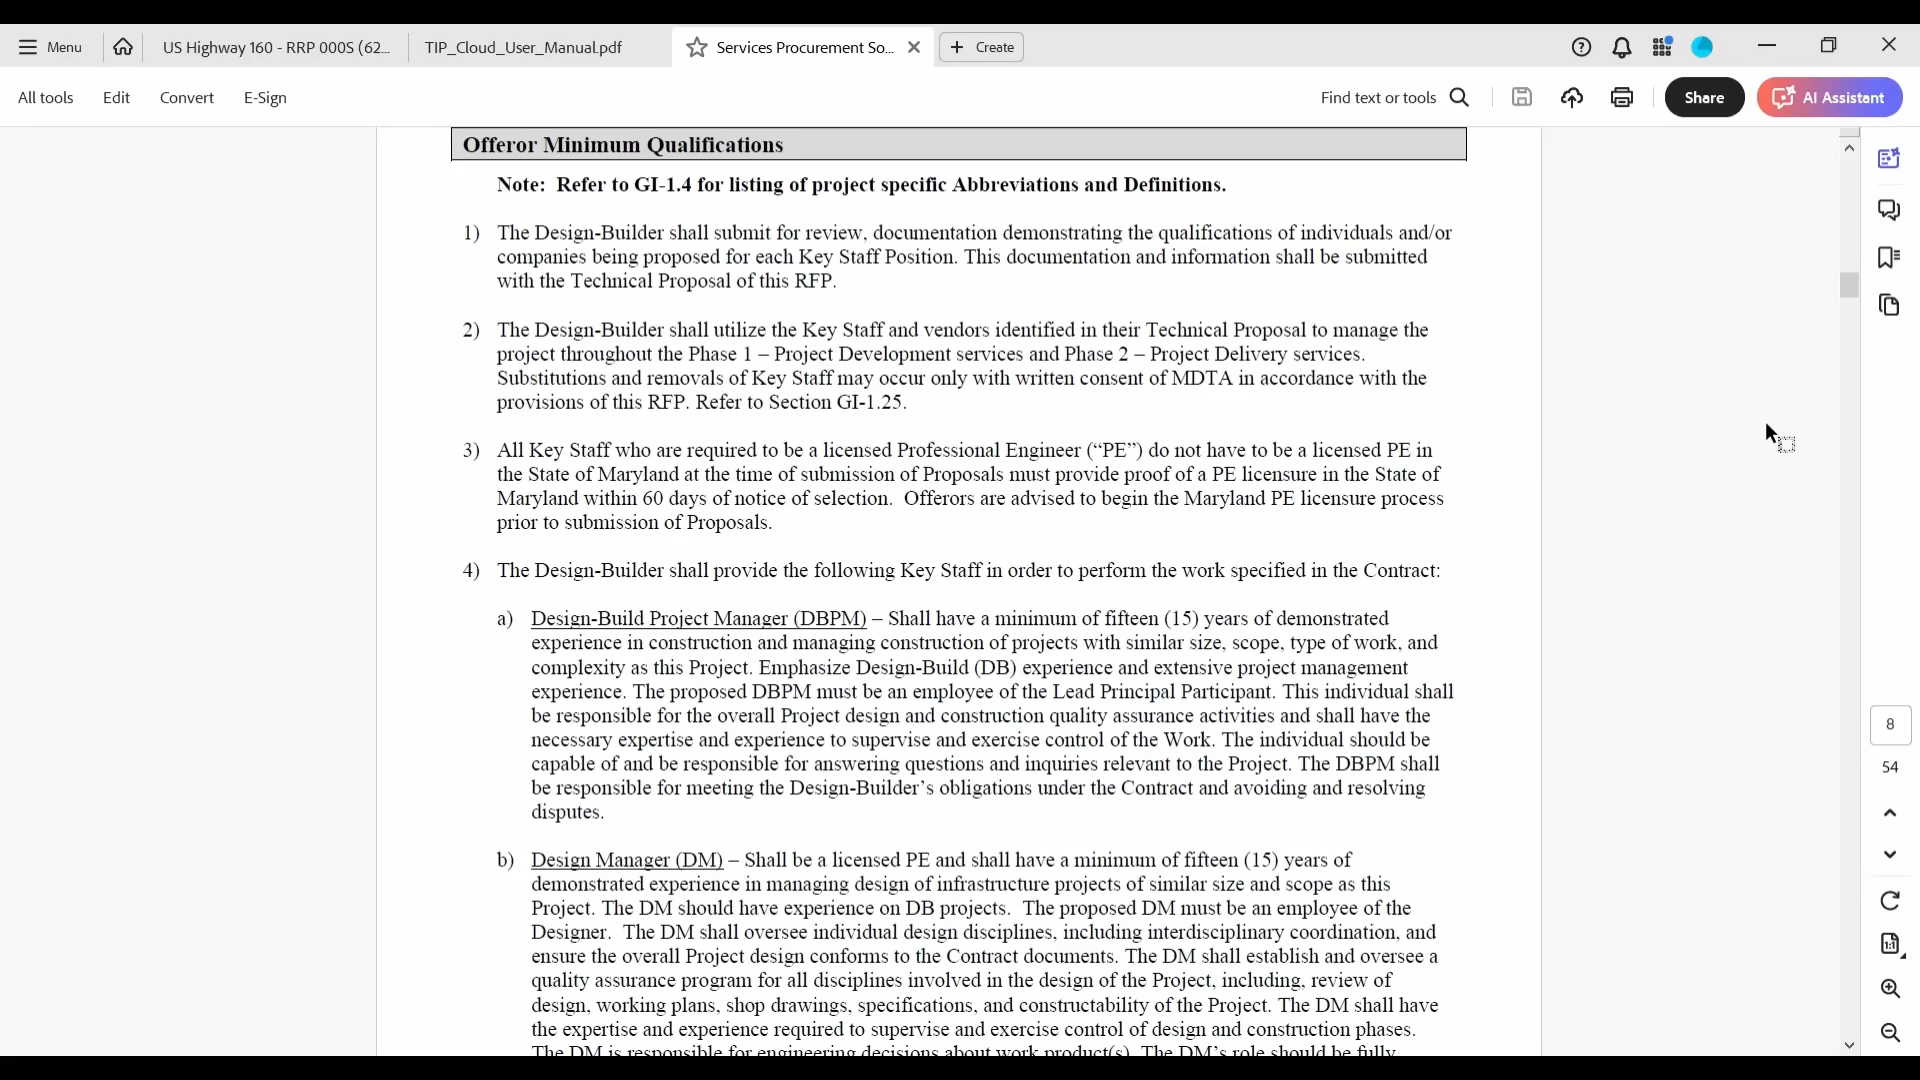 Menu
US Highway 160 - RRP 000S (62...
TIP_Cloud_User_Manual.pdf
Services Procurement So...
Create
All tools
Edit
Convert
E-Sign
Find text or tools
Share
AI Assistant
Offeror Minimum Qualifications
Note:  Refer to GI-1.4 for listing of project specific Abbreviations and Definitions.
1) The Design-Builder shall submit for review, documentation demonstrating the qualifications of individuals and/or
companies being proposed for each Key Staff Position. This documentation and information shall be submitted
with the Technical Proposal of this RFP.
2) The Design-Builder shall utilize the Key Staff and vendors identified in their Technical Proposal to manage the
project throughout the Phase 1 – Project Development services and Phase 2 – Project Delivery services.
Substitutions and removals of Key Staff may occur only with written consent of MDTA in accordance with the
provisions of this RFP. Refer to Section GI-1.25.
3) All Key Staff who are required to be a licensed Professional Engineer (“PE”) do not have to be a licensed PE in
the State of Maryland at the time of submission of Proposals must provide proof of a PE licensure in the State of
Maryland within 60 days of notice of selection.  Offerors are advised to begin the Maryland PE licensure process
prior to submission of Proposals.
4) The Design-Builder shall provide the following Key Staff in order to perform the work specified in the Contract:
a) Design-Build Project Manager (DBPM) – Shall have a minimum of fifteen (15) years of demonstrated
experience in construction and managing construction of projects with similar size, scope, type of work, and
complexity as this Project. Emphasize Design-Build (DB) experience and extensive project management
experience. The proposed DBPM must be an employee of the Lead Principal Participant. This individual shall
be responsible for the overall Project design and construction quality assurance activities and shall have the
necessary expertise and experience to supervise and exercise control of the Work. The individual should be
capable of and be responsible for answering questions and inquiries relevant to the Project. The DBPM shall
be responsible for meeting the Design-Builder’s obligations under the Contract and avoiding and resolving
disputes.
b) Design Manager (DM) – Shall be a licensed PE and shall have a minimum of fifteen (15) years of
demonstrated experience in managing design of infrastructure projects of similar size and scope as this
Project. The DM should have experience on DB projects.  The proposed DM must be an employee of the
Designer.  The DM shall oversee individual design disciplines, including interdisciplinary coordination, and
ensure the overall Project design conforms to the Contract documents. The DM shall establish and oversee a
quality assurance program for all disciplines involved in the design of the Project, including, review of
design, working plans, shop drawings, specifications, and constructability of the Project. The DM shall have
the expertise and experience required to supervise and exercise control of design and construction phases.
The DM is responsible for engineering decisions about work product(s). The DM’s role should be fully
8
54